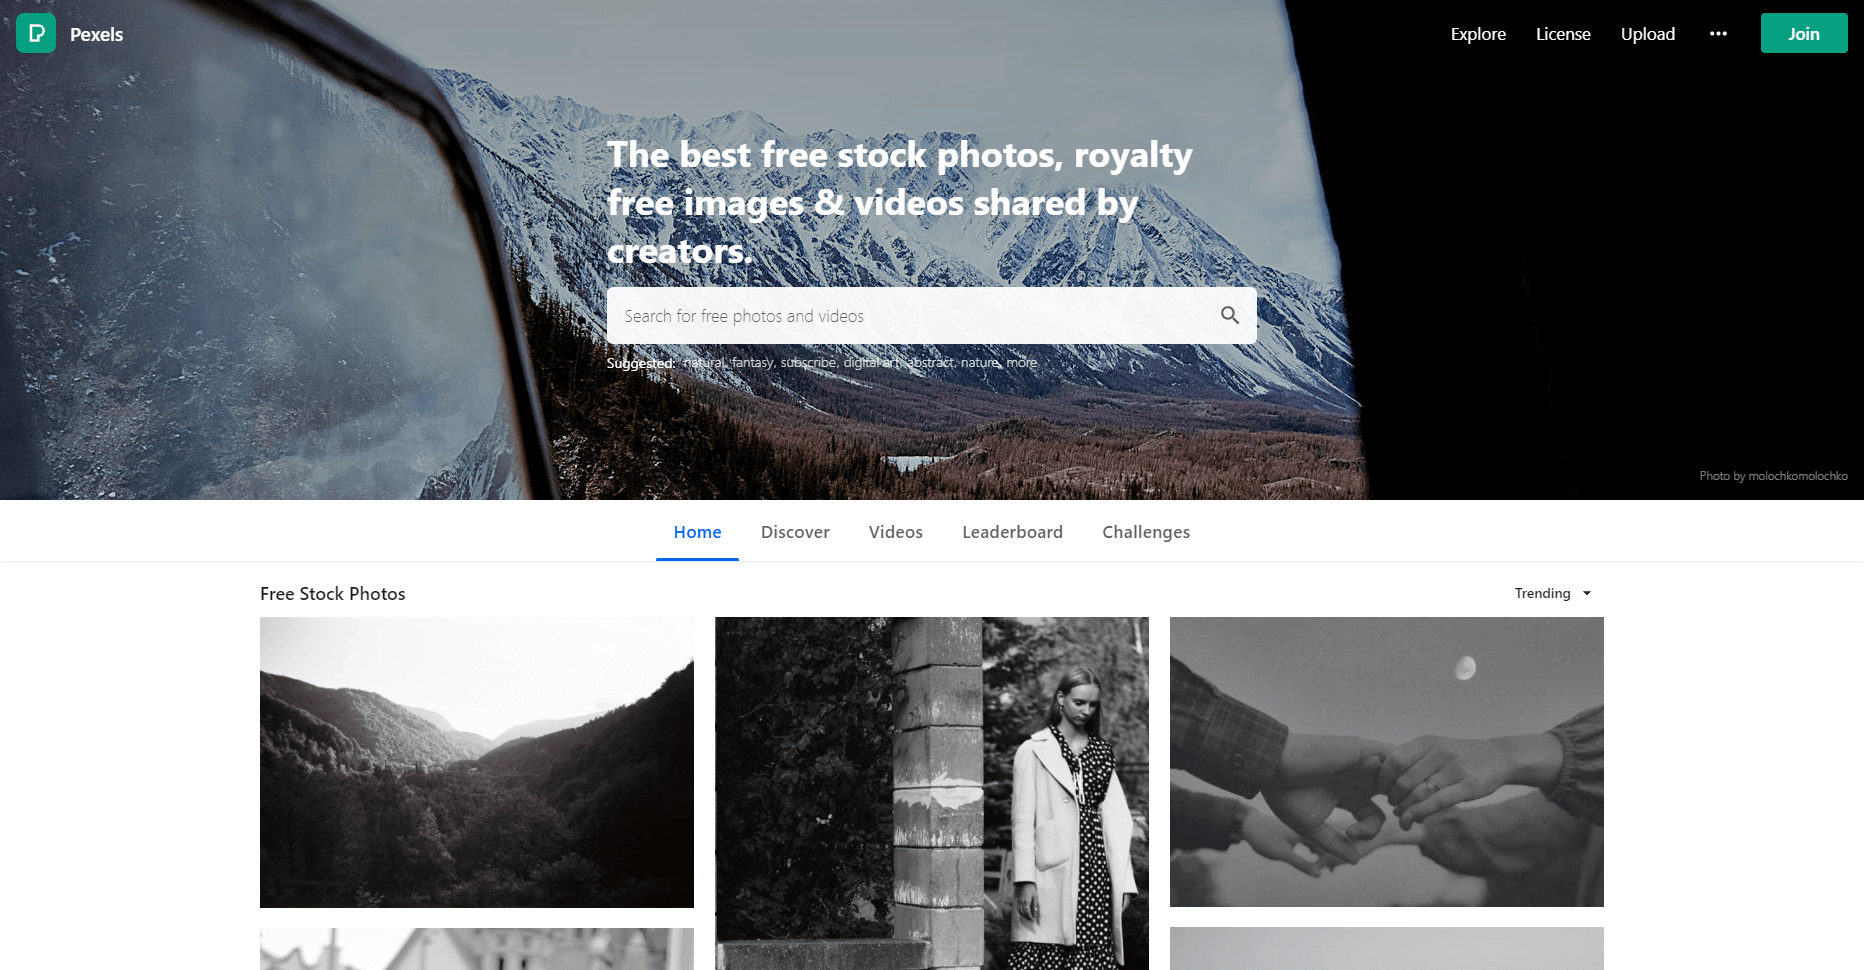 Pexels
Explore
License
Upload
Join
The best free stock photos, royalty
free images & videos shared by
creators.
Search for free photos and videos
Suggested: natural, fantasy, subscribe, digital art, abstract, nature, more
Photo by molochkomolochko
Home
Discover
Videos
Leaderboard
Challenges
Free Stock Photos
Trending